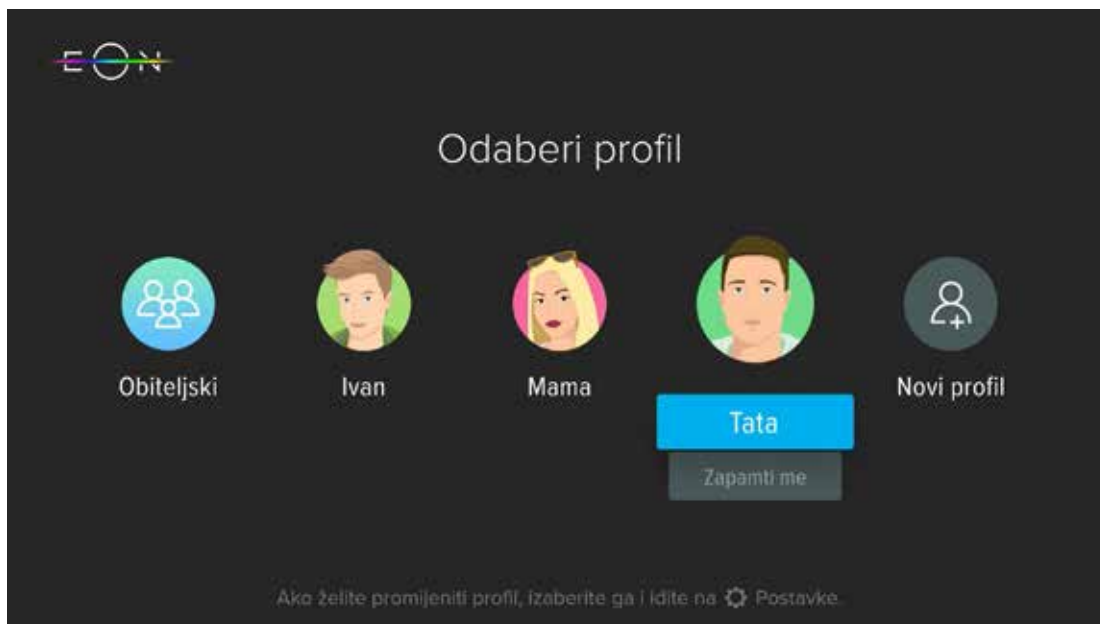 EON
Odaberi profil
Obiteljski
Ivan
Mama
Tata
Novi profil
Zapamti me
Ako želite promijeniti profil, izaberite ga i idite na Postavke.